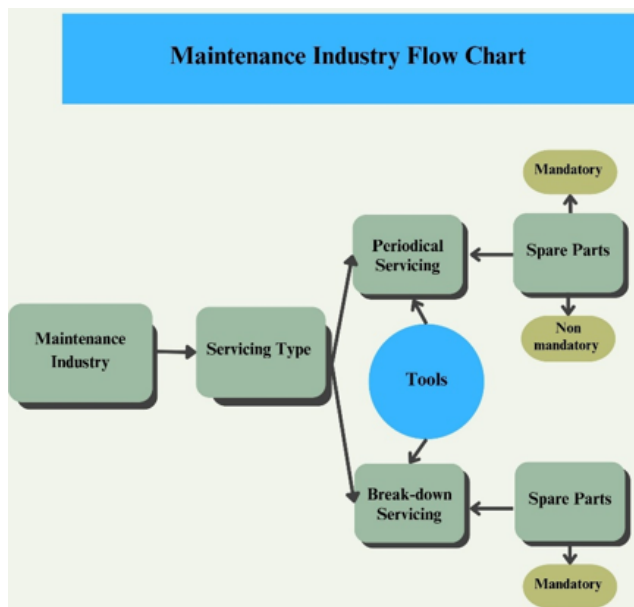 Maintenance Industry Flow Chart
Mandatory
Periodical
Servicing
Spare Parts
Non
mandatory
Maintenance
Industry
Servicing Type
Tools
Break-down
Servicing
Spare Parts
Mandatory